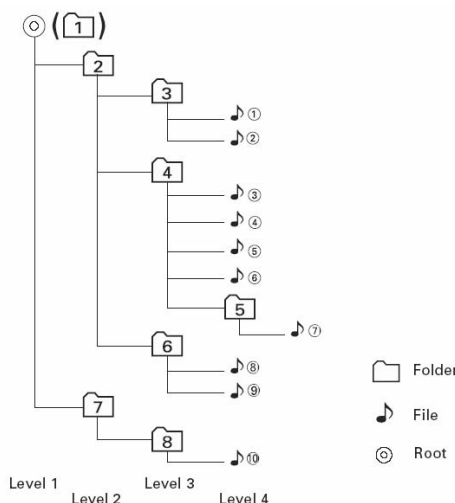 ( 1 )
2
3
①
②
4
③
④
⑤
⑥
5
⑦
6
⑧
⑨
Folder
7
File
8
⑩
Root
Level 1
Level 2
Level 3
Level 4